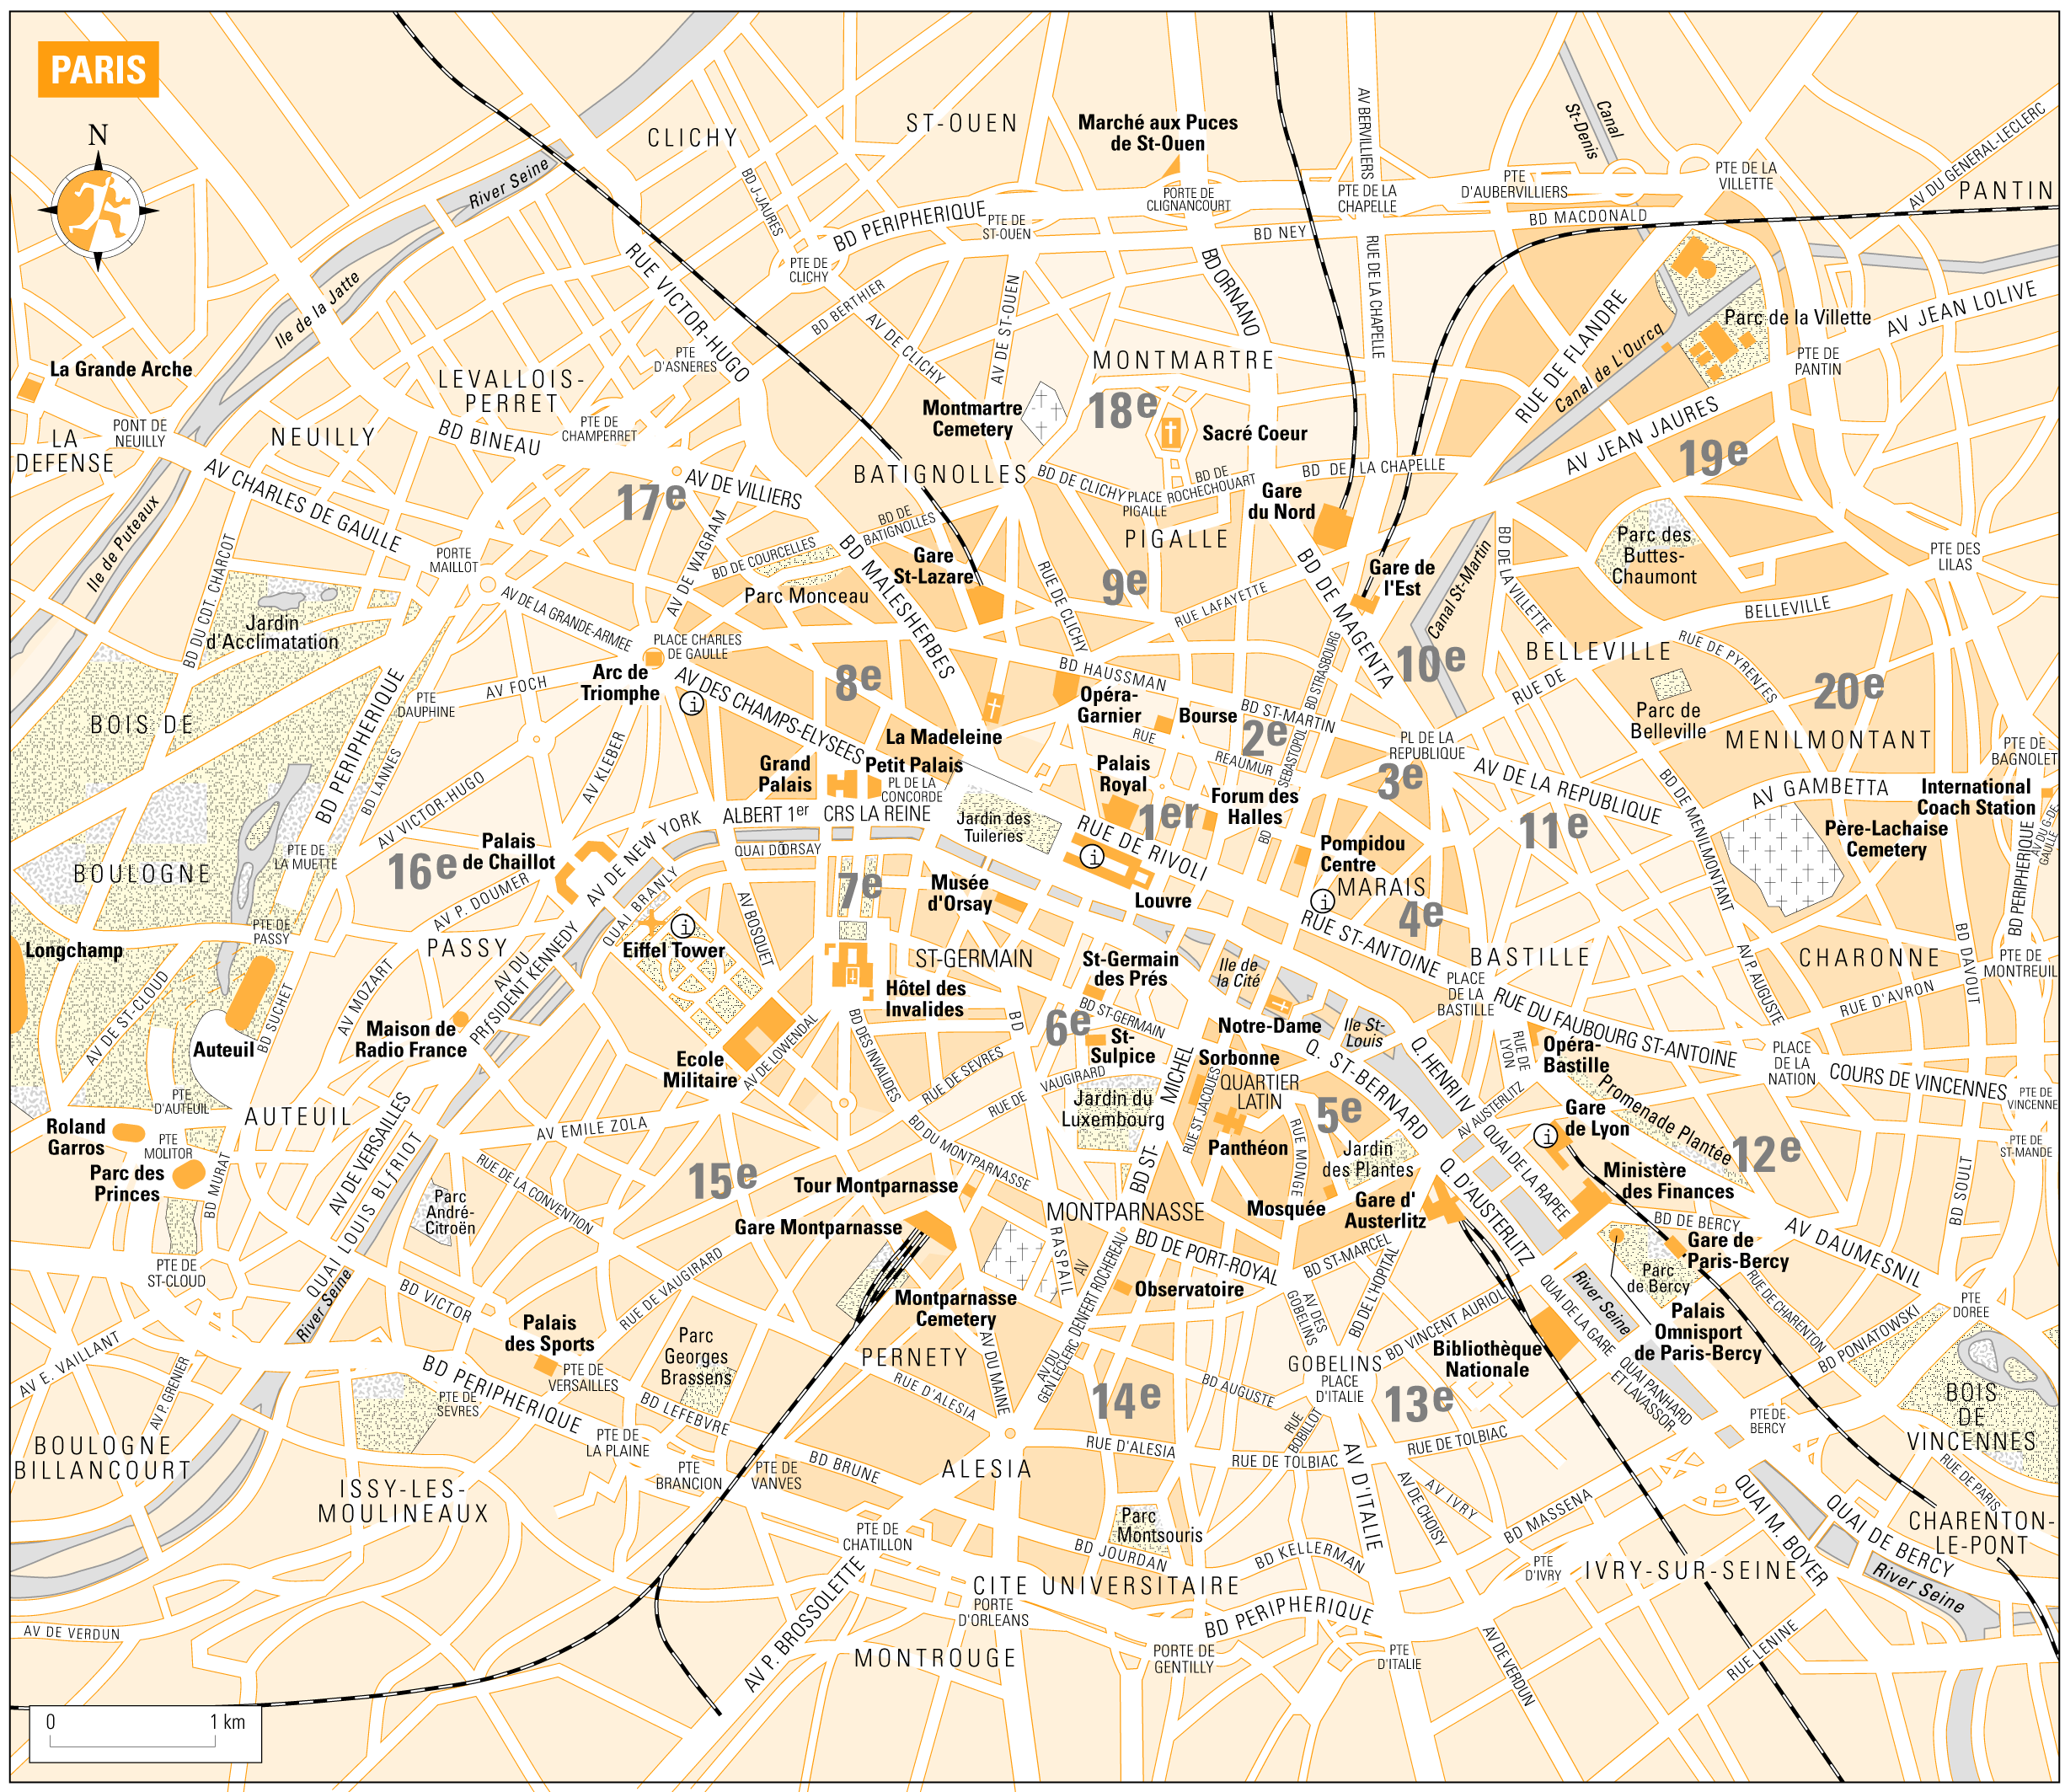 PARIS
N
CLICHY
ST-OUEN
Marché aux Puces
de St-Ouen
AV BERVILLIERS
Canal
St-Denis
PTE DE LA
VILLETTE
AV DU GENERAL-LECLERC
PANTIN
River Seine
BD J-JAURES
BD PERIPHERIQUE
PTE DE
ST-OUEN
PORTE DE
CLIGNANCOURT
PTE DE LA
CHAPELLE
PTE
D'AUBERVILLIERS
BD MACDONALD
BD NEY
PTE DE
CLICHY
RUE VICTOR-HUGO
BD ORNANO
RUE DE LA CHAPELLE
Ile de la Jatte
BD BERTHIER
AV DE CLICHY
AV DE ST-OUEN
RUE DE FLANDRE
Canal de L'Ourcq
Parc de la Villette
AV JEAN LOLIVE
PTE DE
PANTIN
La Grande Arche
PTE
D'ASNERES
MONTMARTRE
LEVALLOIS-
PERRET
Montmartre
Cemetery
18e
Sacré Coeur
AV JEAN JAURES
19e
PONT DE
NEUILLY
LA
DEFENSE
NEUILLY
BD BINEAU
PTE DE
CHAMPERRET
BATIGNOLLES
BD DE CLICHY
PLACE
PIGALLE
BD DE
ROCHECHOUART
BD DE LA CHAPELLE
AV CHARLES DE GAULLE
17e
AV DE VILLIERS
Gare
du Nord
PIGALLE
Ile de Puteaux
BD DU CDT. CHARCOT
PORTE
MAILLOT
AV DE WAGRAM
BD DE COURCELLES
BD DE
BATIGNOLLES
BD MALESHERBES
Gare
St-Lazare
RUE DE CLICHY
9e
RUE LAFAYETTE
BD DE MAGENTA
Gare de
l'Est
Canal St-Martin
BD DE LA VILLETTE
Parc des
Buttes-
Chaumont
PTE DES
LILAS
BELLEVILLE
Jardin
d'Acclimatation
AV DE LA GRANDE-ARMEE
Parc Monceau
PLACE CHARLES
DE GAULLE
Arc de
Triomphe
AV FOCH
PTE
DAUPHINE
i
AV DES CHAMPS-ELYSEES
8e
BD HAUSSMAN
Opéra-
Garnier
Bourse
BD ST-MARTIN
BD STRASBOURG
10e
BELLEVILLE
RUE DE
RUE DE PYRENFES
20e
Parc de
Belleville
MENILMONTANT
BOIS DE
BOULOGNE
BD PERIPHERIQUE
BD LANNES
AV KLEBER
AV VICTOR-HUGO
La Madeleine
Grand
Palais
Petit Palais
PL DE LA
CONCORDE
Palais
Royal
RUE
REAUMUR
2e
SEBASTOPOL
BD
PL DE LA
REPUBLIQUE
3e
AV DE LA REPUBLIQUE
BD DE MENILMONTANT
AV GAMBETTA
PTE DE
BAGNOLET
International
Coach Station
AV DU G-DE
GAULLE
Père-Lachaise
Cemetery
BD PERIPHERIQUE
ALBERT 1er
CRS LA REINE
Jardin des
Tuileries
1er
Forum des
Halles
11e
RUE DE RIVOLI
i
Louvre
Pompidou
Centre
MARAIS
i
4e
PTE DE
LA MUETTE
16e
Palais
de Chaillot
AV DE NEW YORK
QUAI DÕRSAY
AV P. DOUMER
QUAI BRANLY
i
Eiffel Tower
AV BOSQUET
7e
Musée
d'Orsay
RUE ST-ANTOINE
BASTILLE
PLACE
DE LA
BASTILLE
CHARONNE
AV P. AUGUSTE
RUE D'AVRON
BD DAVOUT
PTE DE
MONTREUIL
PTE DE
PASSY
Longchamp
PASSY
AV DU
PRfSIDENT KENNEDY
AV MOZART
AV DE ST-CLOUD
BD SUCHET
Auteuil
Maison de
Radio France
ST-GERMAIN
Hôtel des
Invalides
St-Germain
des Prés
BD ST-GERMAIN
Ile de
la Cité
Notre-Dame
Ile St-
Louis
BD
6e
St-
Sulpice
Sorbonne
QUARTIER
LATIN
Q. ST-BERNARD
Q. HENRI IV
RUE DE
LYON
Opéra-
Bastille
RUE DU FAUBOURG ST-ANTOINE
PLACE
DE LA
NATION
COURS DE VINCENNES
PTE DE
VINCENNE
Ecole
Militaire
AV DE LOWENDAL
BD DES INVALIDES
RUE DE SEVRES
RUE DE
VAUGIRARD
Jardin du
Luxembourg
BD ST-
MICHEL
RUE ST JACQUES
Panthéon
5e
RUE MONGE
Jardin
des Plantes
Mosquée
AV AUSTERLITZ
QUAI DE LA RAPEE
Gare
de Lyon
i
Promenade Plantée
12e
PTE DE
ST-MANDE
PTE
D'AUTEUIL
AUTEUIL
Roland
Garros
PTE
MOLITOR
Parc des
Princes
BD MURAT
AV DE VERSAILLES
QUAI LOUIS BLfRIOT
AV EMILE ZOLA
RUE DE LA CONVENTION
15e
BD DU MONTPARNASSE
Tour Montparnasse
Gare Montparnasse
MONTPARNASSE
RASPAIL
BD DE PORT-ROYAL
Gare d'
Austerlitz
Q. D'AUSTERLITZ
Ministère
des Finances
BD DE BERCY
Gare de
Paris-Bercy
AV DAUMESNIL
BD SOULT
Parc
André-
Citroën
PTE DE
ST-CLOUD
River Seine
BD VICTOR
RUE DE VAUGIRARD
Montparnasse
Cemetery
AV
DENFERT ROCHEREAU
Observatoire
BD ST-MARCEL
BD DE L'HOPITAL
AV DES
GOBELINS
BD VINCENT AURIOL
QUAI DE LA GARE
River Seine
Parc
de Bercy
Palais
Omnisport
de Paris-Bercy
RUE DE CHARENTON
PTE
DOREE
BD PONIATOWSKI
Palais
des Sports
PTE DE
VERSAILLES
Parc
Georges
Brassens
PERNETY
AV DU MAINE
AV DU
GEN LECLERC
GOBELINS
PLACE
D'ITALIE
Bibliothèque
Nationale
QUAI PANHARD
ET LAVASSOR
PTE DE
BERCY
BOIS
DE
VINCENNES
AV E. VAILLANT
AV P. GRENIER
BD PERIPHERIQUE
PTE DE
SEVRES
BD LEFEBVRE
RUE D'ALESIA
14e
BD AUGUSTE
RUE
BOBILLOT
13e
BOULOGNE
BILLANCOURT
PTE DE
LA PLAINE
PTE
BRANCION
PTE DE
VANVES
BD BRUNE
ALESIA
RUE D'ALESIA
RUE DE TOLBIAC
RUE DE TOLBIAC
AV D'ITALIE
AV DE CHOISY
AV IVRY
BD MASSENA
RUE DE PARIS
ISSY-LES-
MOULINEAUX
PTE DE
CHATILLON
Parc
Montsouris
BD JOURDAN
BD KELLERMAN
PTE
D'IVRY
IVRY-SUR-SEINE
QUAI M. BOYER
QUAI DE BERCY
CHARENTON-
LE-PONT
River Seine
CITE UNIVERSITAIRE
PORTE
D'ORLEANS
BD PERIPHERIQUE
AV P. BROSSOLETTE
MONTROUGE
PORTE DE
GENTILLY
PTE
D'ITALIE
AV DE VERDUN
RUE LENINE
AV DE VERDUN
0 1 km